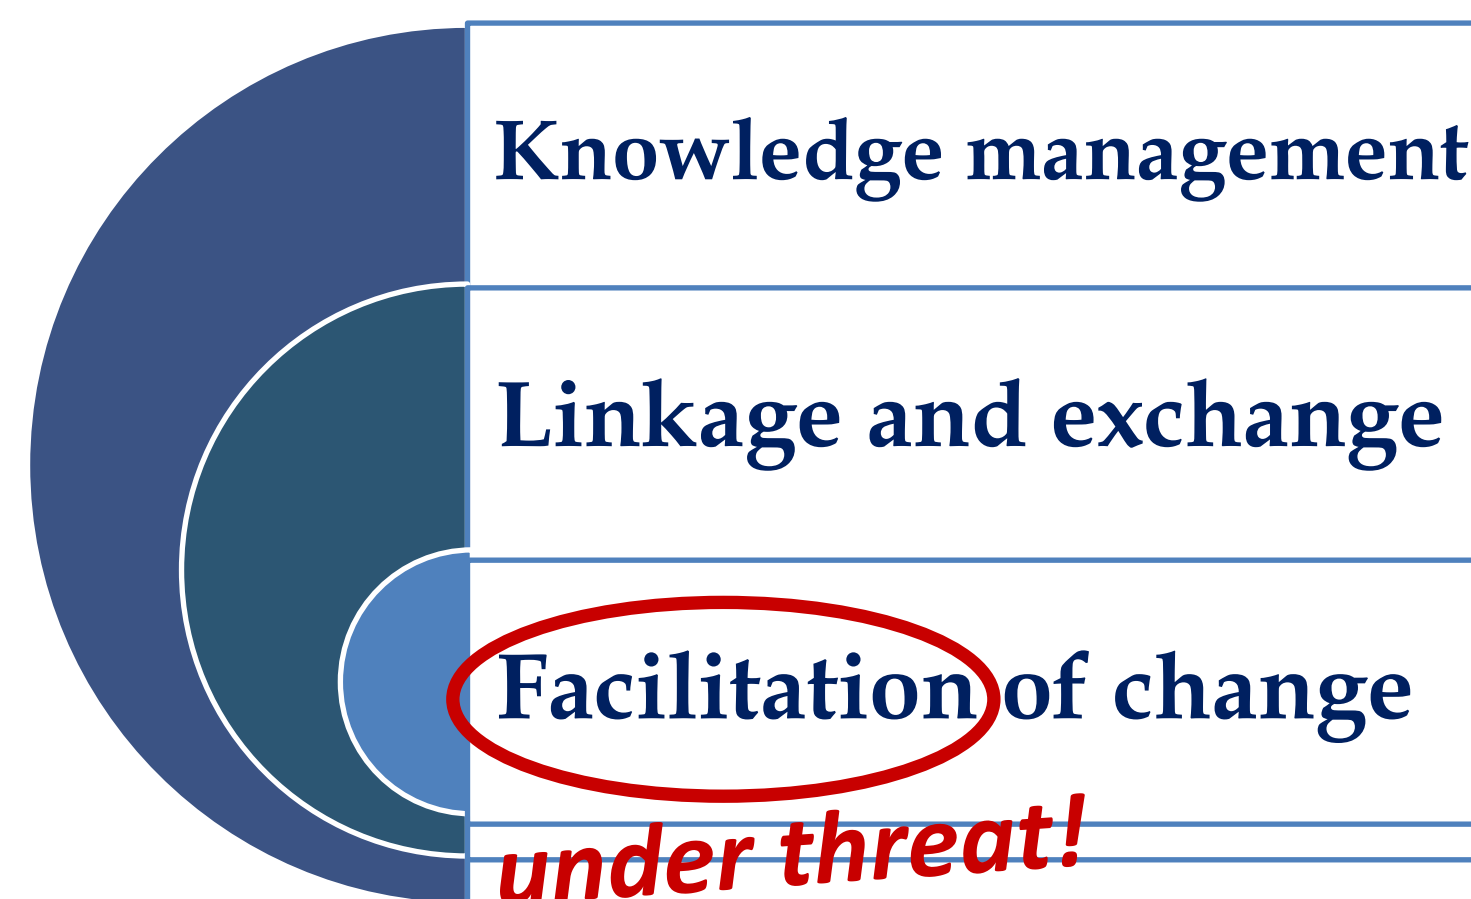 Knowledge management
Linkage and exchange
Facilitation of change
under threat!